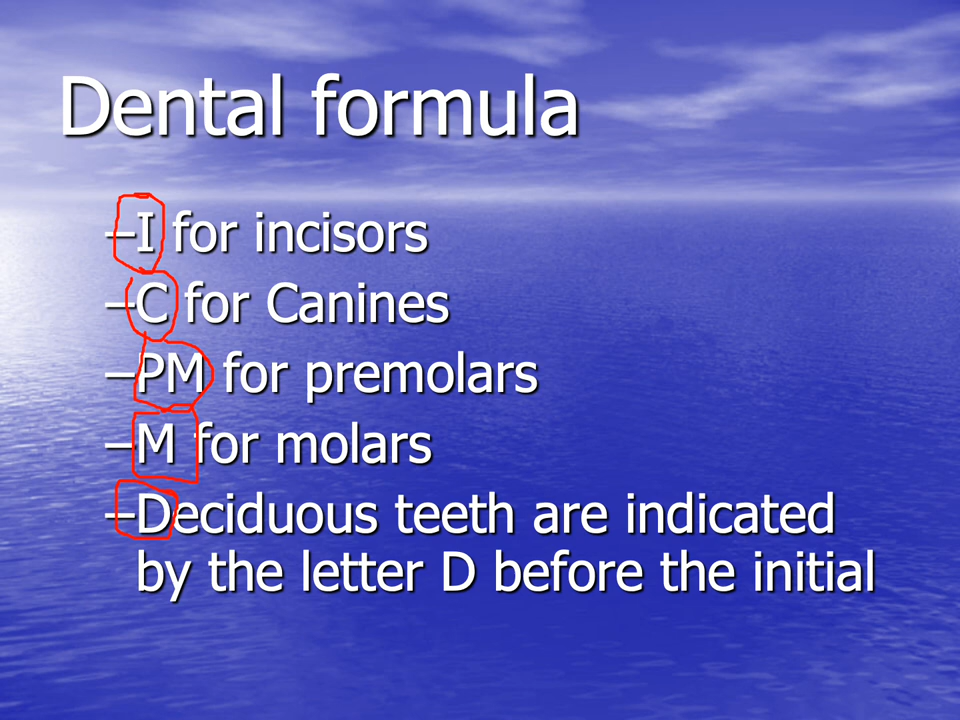 Dental formula
–I for incisors
–C for Canines
–PM for premolars
–M for molars
–Deciduous teeth are indicated
by the letter D before the initial